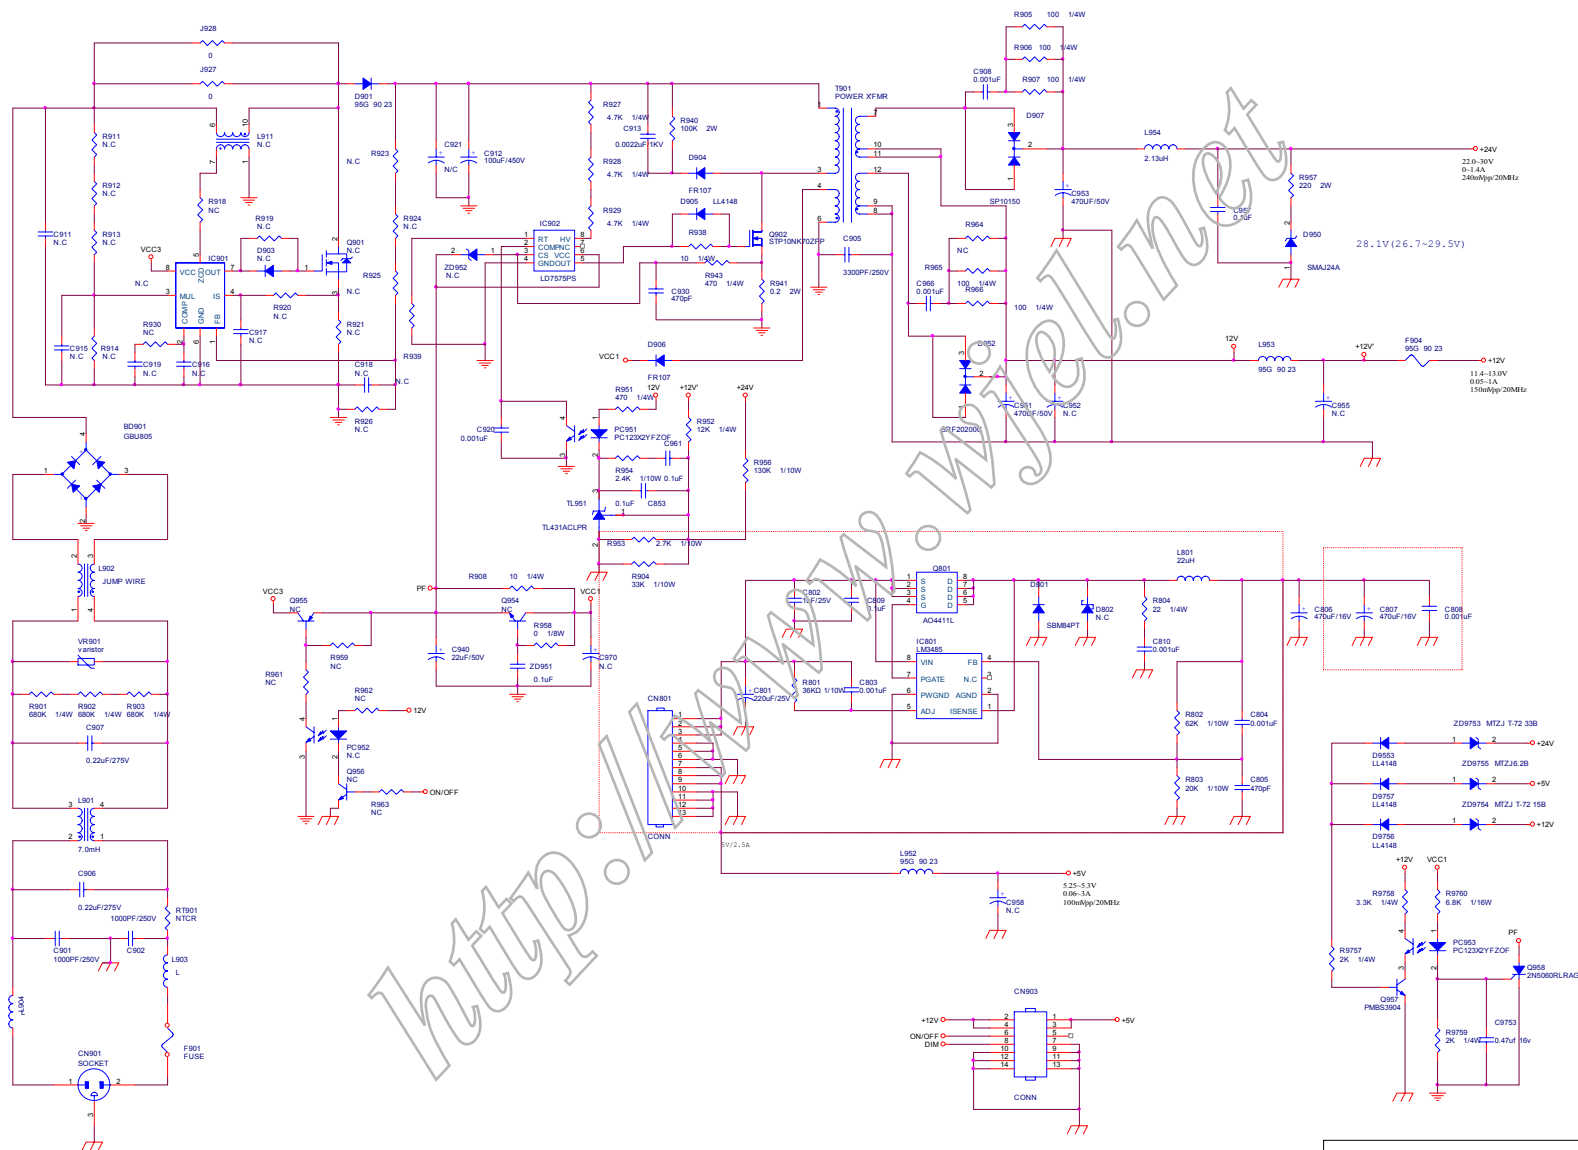 J928
0
J927
0
D901
95G 90 23
R911
N.C
R912
N.C
R913
N.C
L911
N.C
R918
NC
R919
N.C
D903
N.C
Q901
N.C
N.C
N.C
C911
N.C
VCC3
N.C
IC901
VCC
OUT
ZCD
MUL
IS
COMP
GND
FB
R920
N.C
C917
N.C
R921
N.C
C915
N.C
R914
N.C
R930
NC
C919
N.C
C916
N.C
C918
N.C
N.C
R926
N.C
R923
R924
N.C
R925
R939
C921
N/C
C912
100uF/450V
R927
4.7K 1/4W
R928
4.7K 1/4W
R929
4.7K 1/4W
C913
0.0022uF/1KV
R940
100K 2W
D904
FR107
D905
LL4148
R938
10 1/4W
R943
470 1/4W
Q902
STP10NK70ZFP
R941
0.2 2W
C930
470pF
IC902
RT HV
COMP NC
CS VCC
GND OUT
LD7575PS
ZD952
N.C
D906
VCC1
FR107
T901
POWER X'FMR
C905
3300PF/250V
R905 100 1/4W
R906 100 1/4W
R907 100 1/4W
C908
0.001uF
D907
SP10150
L954
2.13uH
C953
470UF/50V
R957
220 2W
D950
SMAJ24A
+24V
22.0~30V
0~1.4A
240mVpp/20MHz
28.1V(26.7~29.5V)
R964
NC
R965
100 1/4W
R966
100 1/4W
C966
0.001uF
C951
470UF/50V
C952
N.C
12V
L953
95G 90 23
+12V'
F904
95G 90 23
+12V
11.4~13.0V
0.05~1A
150mVpp/20MHz
C955
N.C
R951
470 1/4W
12V
+12V'
+24V
PC951
PC123X2YFZOF
C920
0.001uF
R952
12K 1/4W
C961
R954
2.4K 1/10W
0.1uF
0.1uF
C853
R956
130K 1/10W
TL951
TL431ACLPR
R953
2.7K 1/10W
R904
33K 1/10W
BD901
GBU805
L902
JUMP WIRE
VR901
varistor
R901
680K 1/4W
R902
680K 1/4W
R903
680K 1/4W
C907
0.22uF/275V
L901
7.0mH
C906
0.22uF/275V
1000PF/250V
RT901
NTCR
C901
1000PF/250V
C902
L903
L
L904
F901
FUSE
CN901
SOCKET
PF
VCC3
Q955
NC
R908
10 1/4W
Q954
NC
VCC1
R958
0 1/8W
R959
NC
C940
22uF/50V
ZD951
0.1uF
C970
N.C
R961
NC
R962
NC
12V
PC952
N.C
Q956
NC
R963
NC
ON/OFF
CN801
CONN
5V/2.5A
C801
220uF/25V
C802
C809
0.1uF
R801
36KΩ 1/10W
C803
0.001uF
Q801
S D
S D
S D
G D
AO4411L
IC801
LM3485
VIN FB
PGATE N.C
PWGND AGND
ADJ ISENSE
D801
SBM84PT
D802
N.C
L801
22uH
R804
22 1/4W
C810
0.001uF
R802
62K 1/10W
C804
0.001uF
R803
20K 1/10W
C805
470pF
C806
470uF/16V
C807
470uF/16V
C808
0.001uF
L952
95G 90 23
+5V
5.25~5.3V
0.06~3A
100mVpp/20MHz
C958
N.C
ZD9753 MTZJ T-72 33B
D9553
LL4148
+24V
ZD9755 MTZJ6.2B
D9757
LL4148
+5V
ZD9754 MTZJ T-72 15B
D9756
LL4148
+12V
+12V
VCC1
R9758
3.3K 1/4W
R9760
6.8K 1/16W
PC953
PC123X2YFZOF
PF
Q958
2N5060RLRAG
R9757
2K 1/4W
Q957
PMBS3904
R9759
2K 1/4W
C9753
0.47uf 16v
CN903
+12V
ON/OFF
DIM
+5V
CONN
http://www.wjel.net